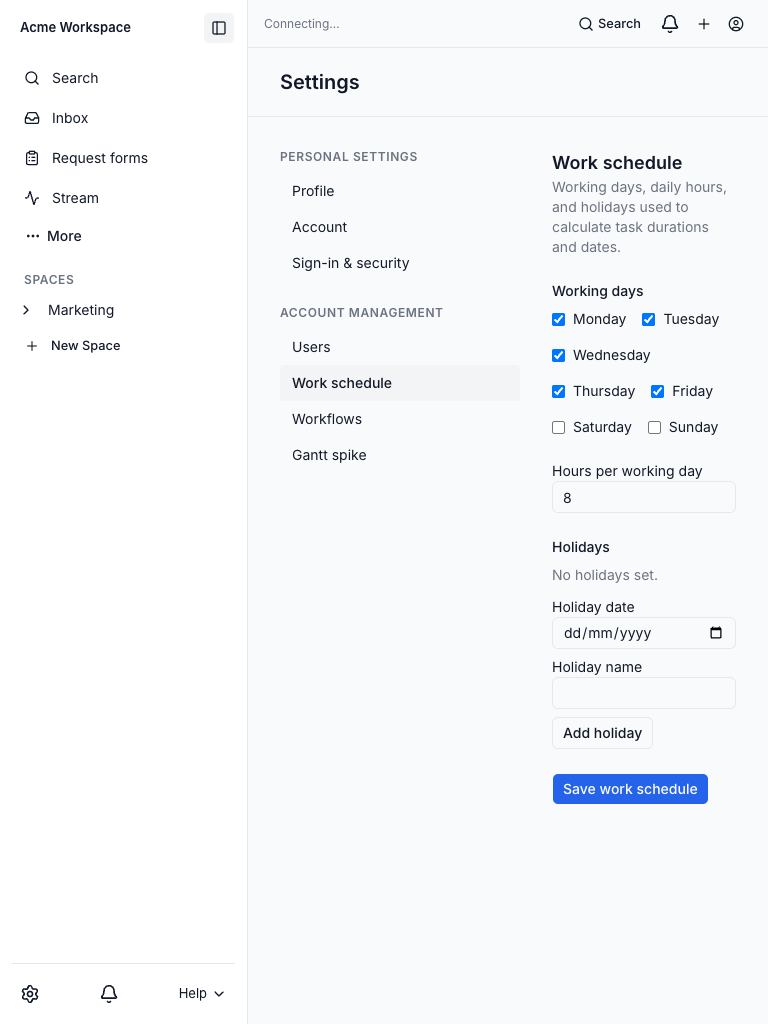 Acme Workspace
Search
Inbox
Request forms
Stream
More
SPACES
Marketing
New Space
Help
Connecting...
Search
Settings
PERSONAL SETTINGS
Profile
Account
Sign-in & security
ACCOUNT MANAGEMENT
Users
Work schedule
Workflows
Gantt spike
Work schedule
Working days, daily hours,
and holidays used to
calculate task durations
and dates.
Working days
Monday Tuesday
Wednesday
Thursday Friday
Saturday Sunday
Hours per working day
8
Holidays
No holidays set.
Holiday date
dd/mm/yyyy
Holiday name
Add holiday
Save work schedule